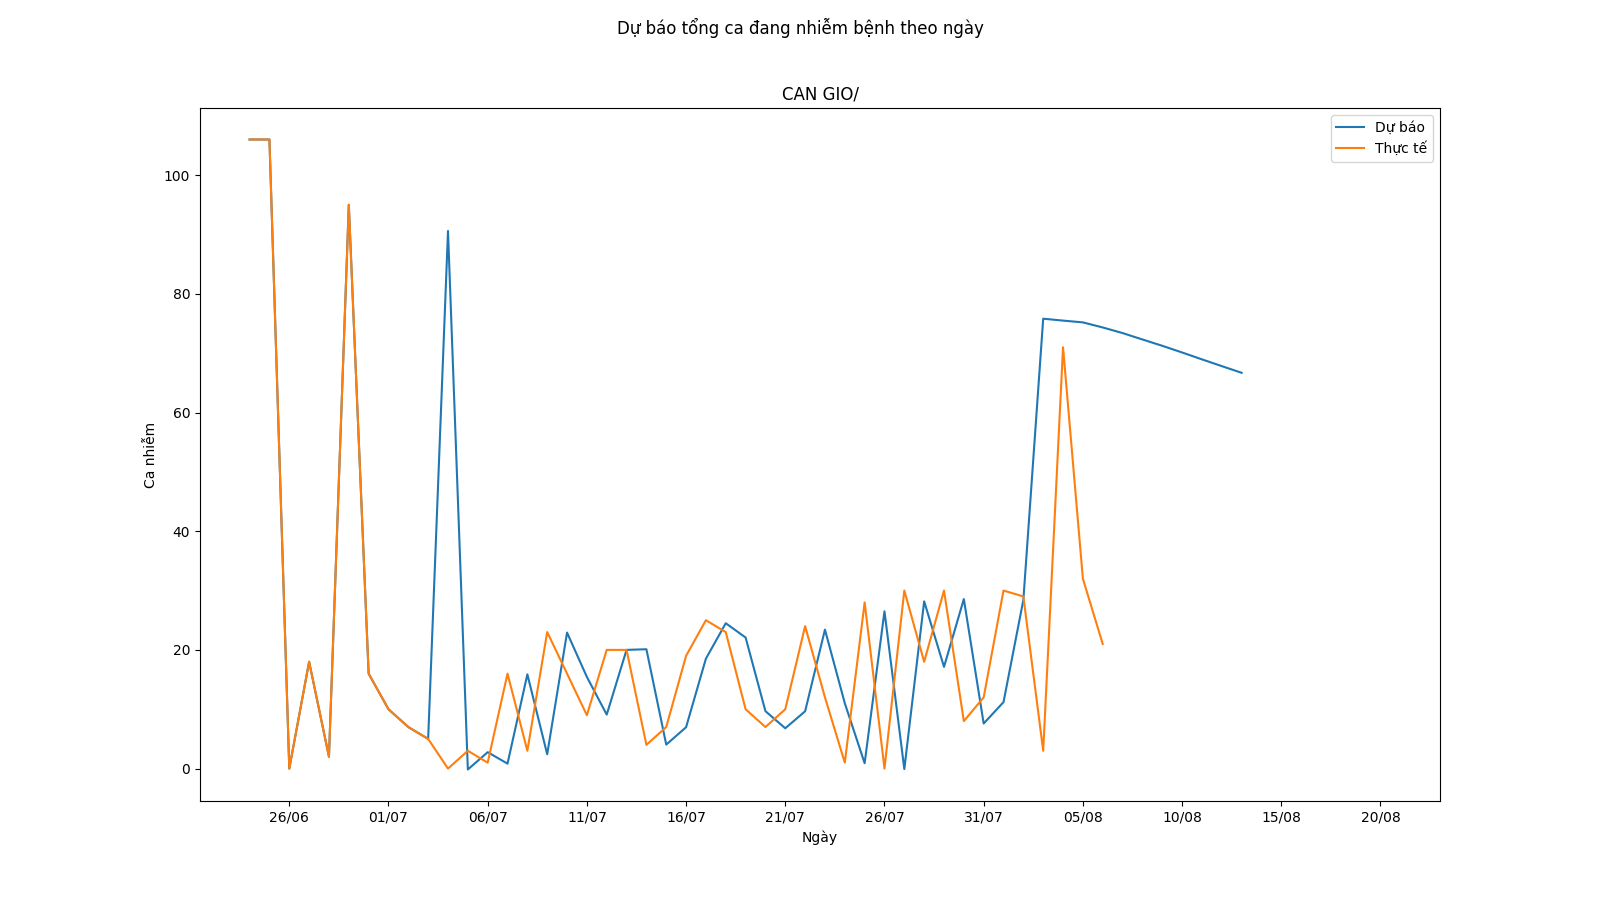 Dự báo tổng ca đang nhiễm bệnh theo ngày
CAN GIO/
Dự báo
Thực tế
100
80
60
40
20
0
Ca nhiễm
26/06 01/07 06/07 11/07 16/07 21/07 26/07 31/07 05/08 10/08 15/08 20/08
Ngày